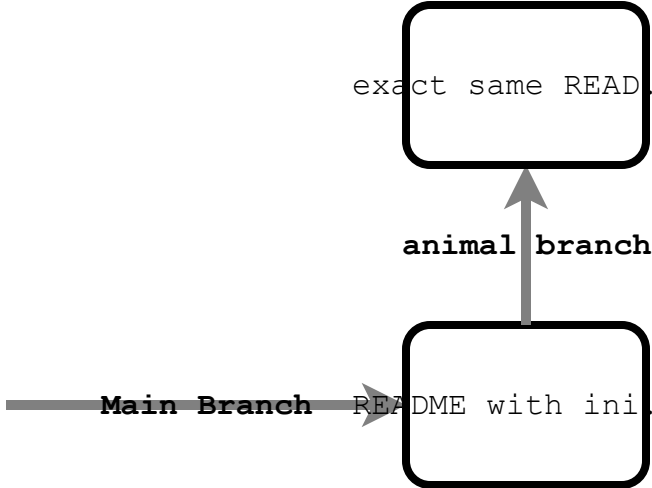 exact same READ.
animal branch
Main Branch
README with ini.